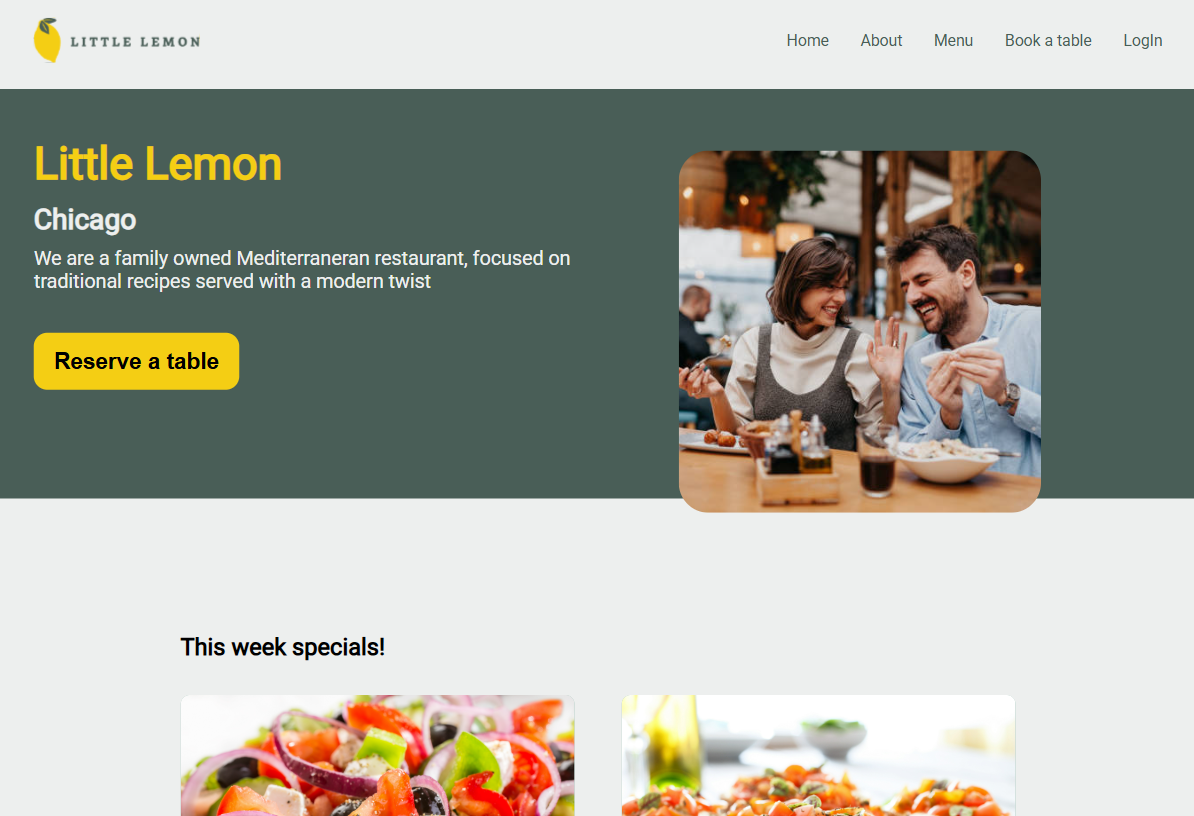 LITTLE LEMON
Home
About
Menu
Book a table
LogIn
Little Lemon
Chicago
We are a family owned Mediterraneran restaurant, focused on
traditional recipes served with a modern twist
Reserve a table
This week specials!